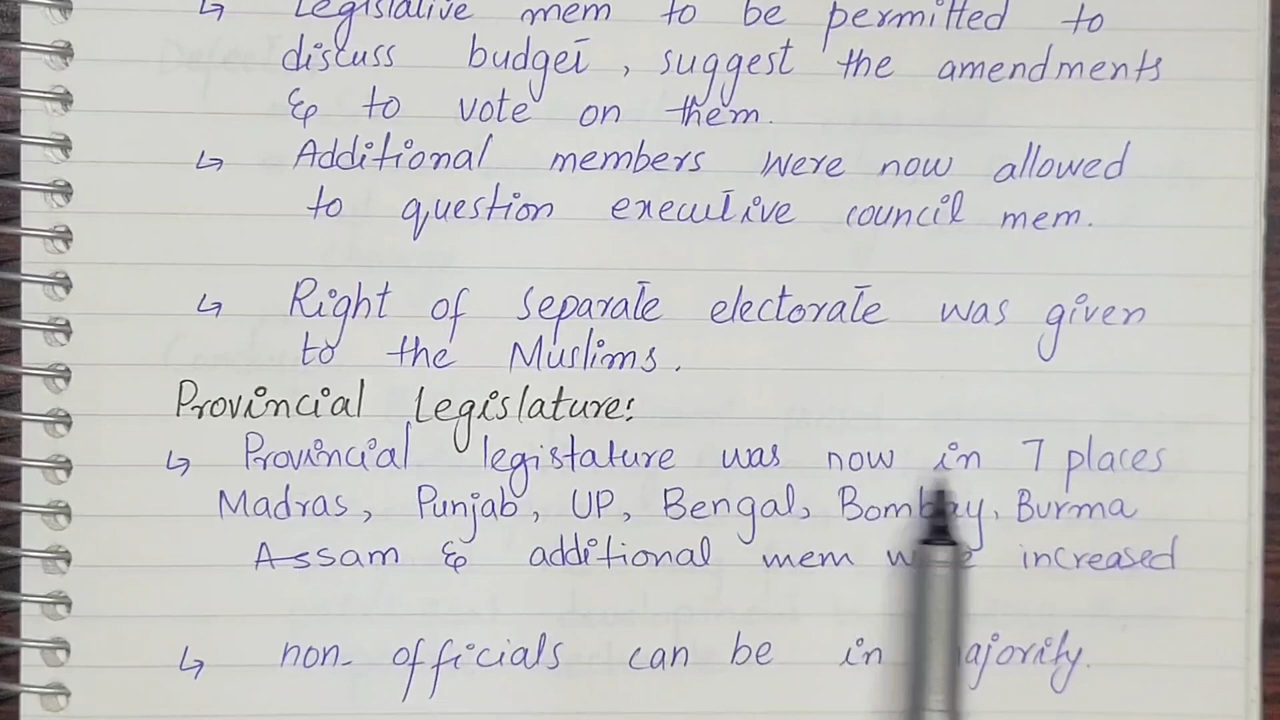 ↳ Legislative mem to be permitted to
discuss budget, suggest the amendments
& to vote on them.
↳ Additional members were now allowed
to question executive council mem.
↳ Right of separate electorate was given
to the Muslims.
Provincial Legislature:
↳ Provincial legistature was now in 7 places
Madras, Punjab, UP, Bengal, Bombay, Burma
Assam & additional mem were increased
↳ non-officials can be in majority.